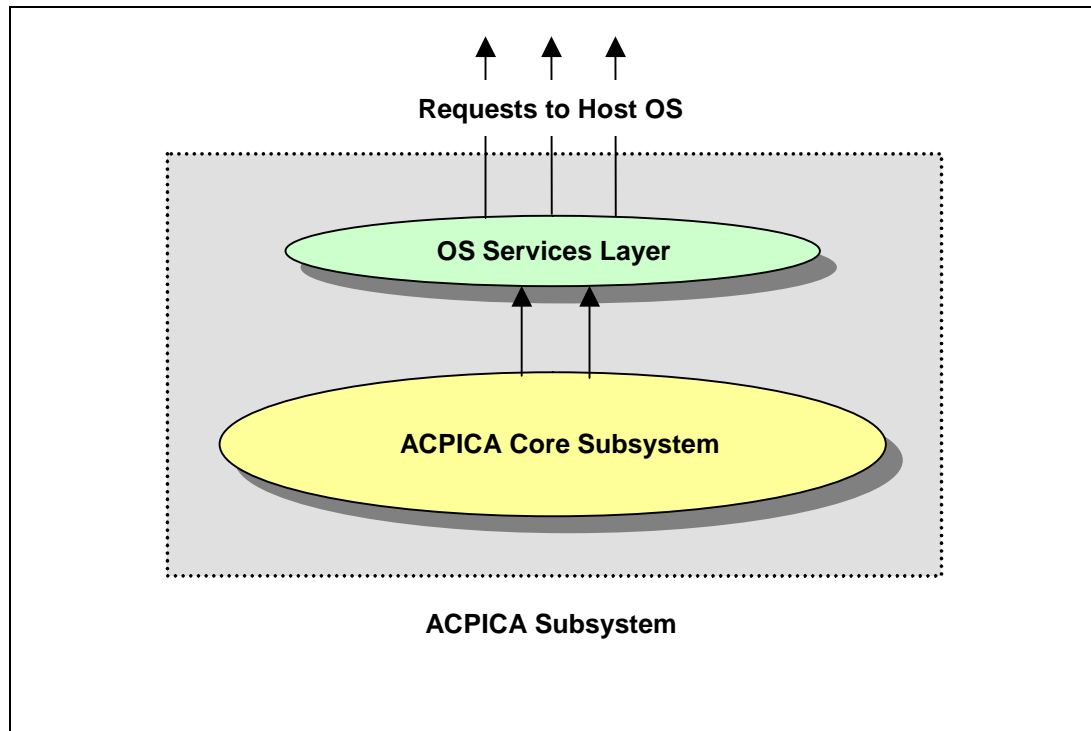 Requests to Host OS
OS Services Layer
ACPICA Core Subsystem
ACPICA Subsystem